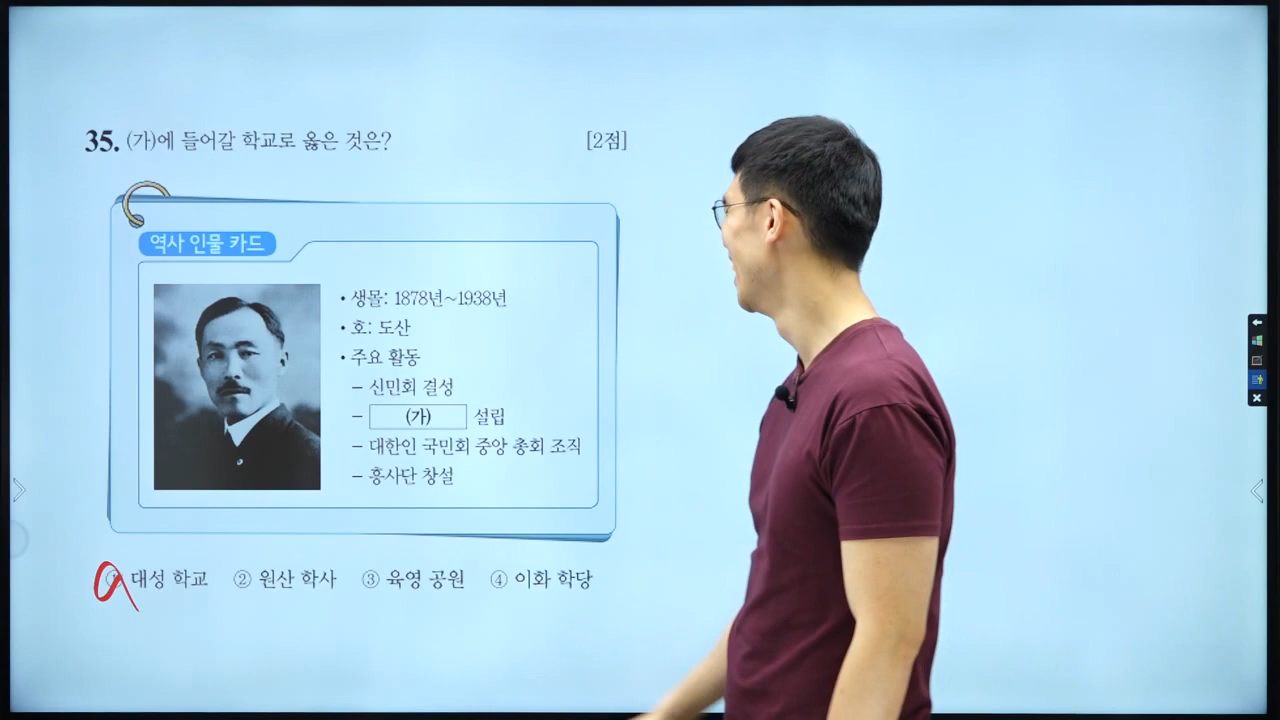 35. (가)에 들어갈 학교로 옳은 것은? [2점]
역사 인물 카드
• 생몰: 1878년~1938년
• 호: 도산
• 주요 활동
– 신민회 결성
– (가) 설립
– 대한인 국민회 중앙 총회 조직
– 흥사단 창설
① 대성 학교 ② 원산 학사 ③ 육영 공원 ④ 이화 학당